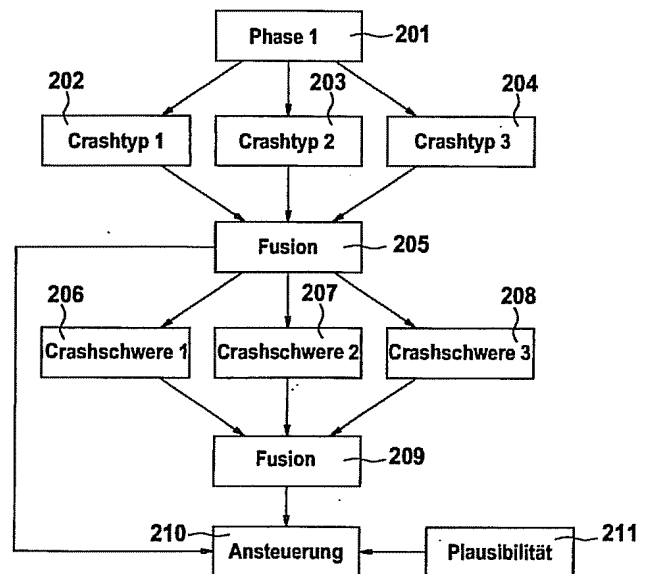 Phase 1
201
202
203
204
Crashtyp 1
Crashtyp 2
Crashtyp 3
Fusion
205
206
207
208
Crashschwere 1
Crashschwere 2
Crashschwere 3
Fusion
209
210
211
Ansteuerung
Plausibilität